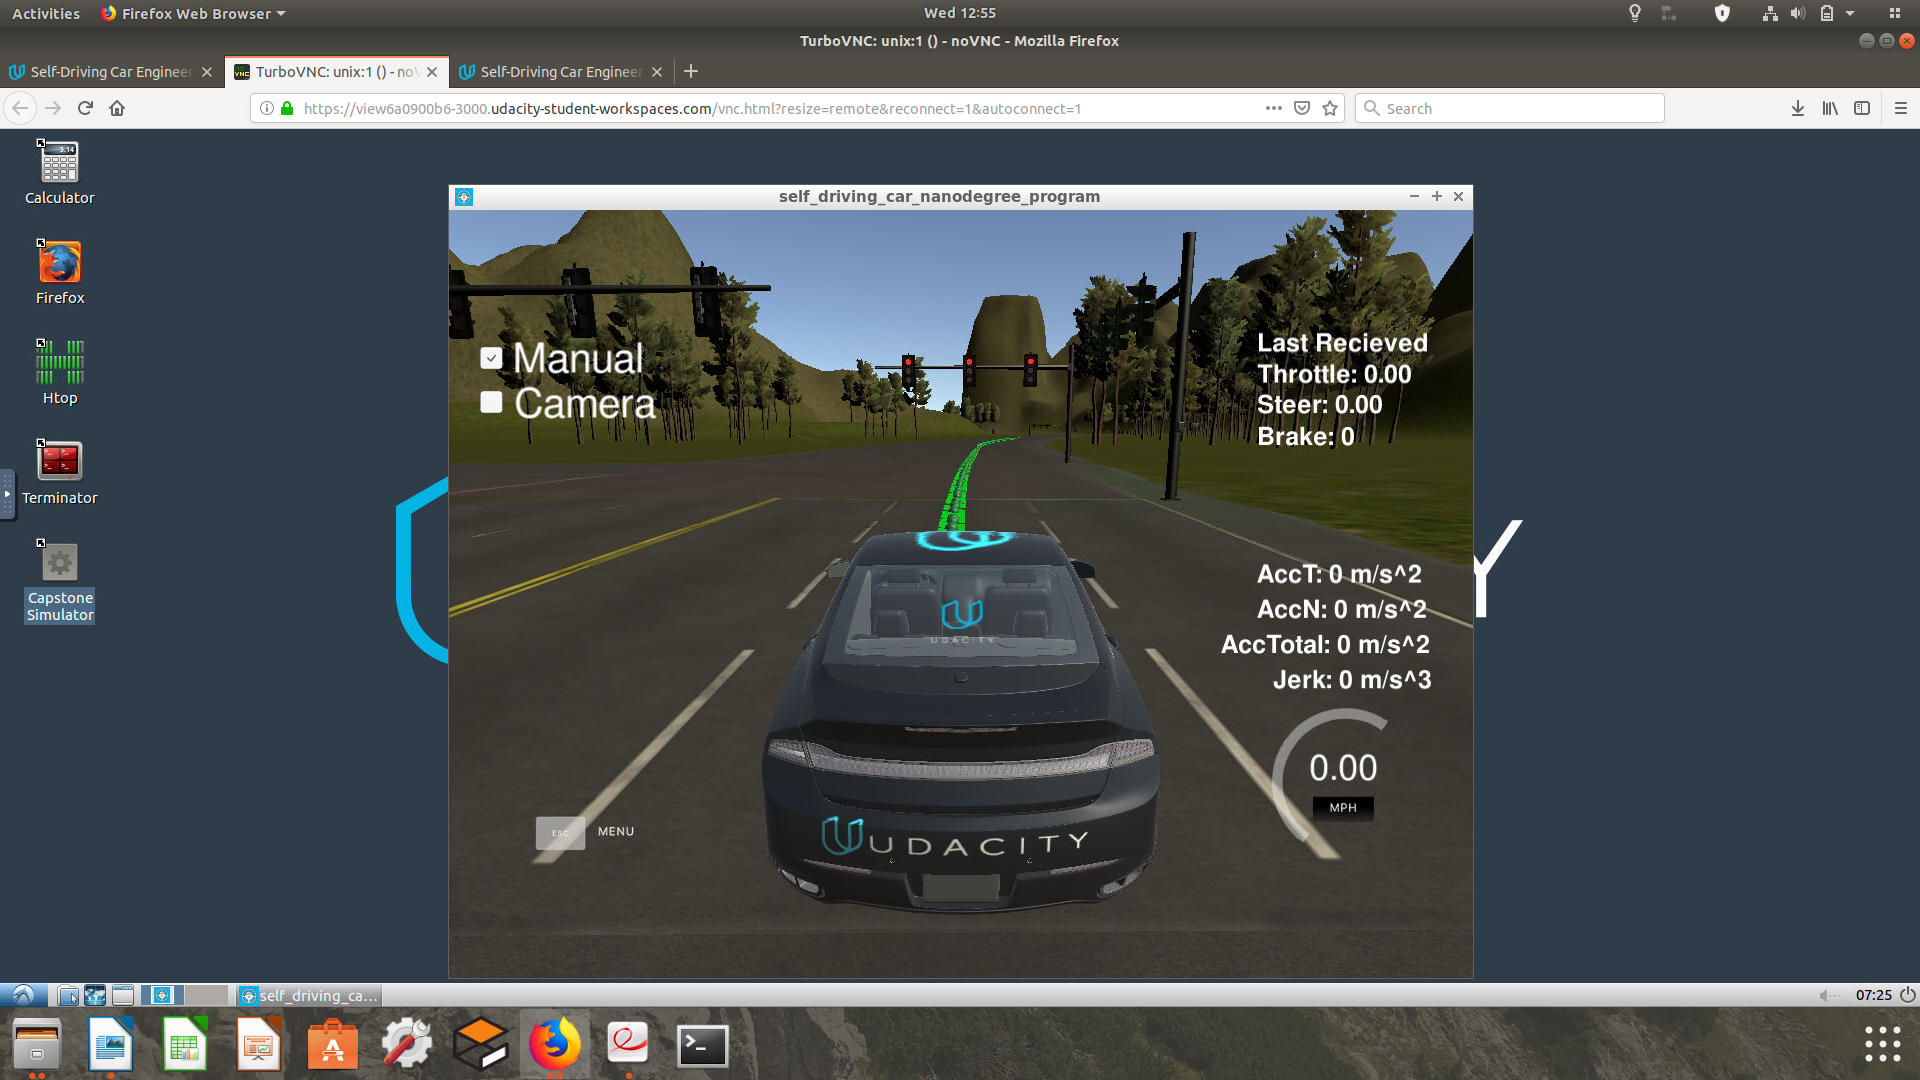 Activities
Firefox Web Browser
Wed 12:55
TurboVNC: unix:1 () - noVNC - Mozilla Firefox
Self-Driving Car Engineer
TurboVNC: unix:1 () - noV
Self-Driving Car Engineer
https://view6a0900b6-3000.udacity-student-workspaces.com/vnc.html?resize=remote&reconnect=1&autoconnect=1
Search
Calculator
Firefox
Htop
Terminator
Capstone
Simulator
self_driving_car_nanodegree_program
Manual
Camera
Last Recieved
Throttle: 0.00
Steer: 0.00
Brake: 0
AccT: 0 m/s^2
AccN: 0 m/s^2
AccTotal: 0 m/s^2
Jerk: 0 m/s^3
0.00
MPH
ESC
MENU
UDACITY
UDACITY
Y
self_driving_ca...
07:25